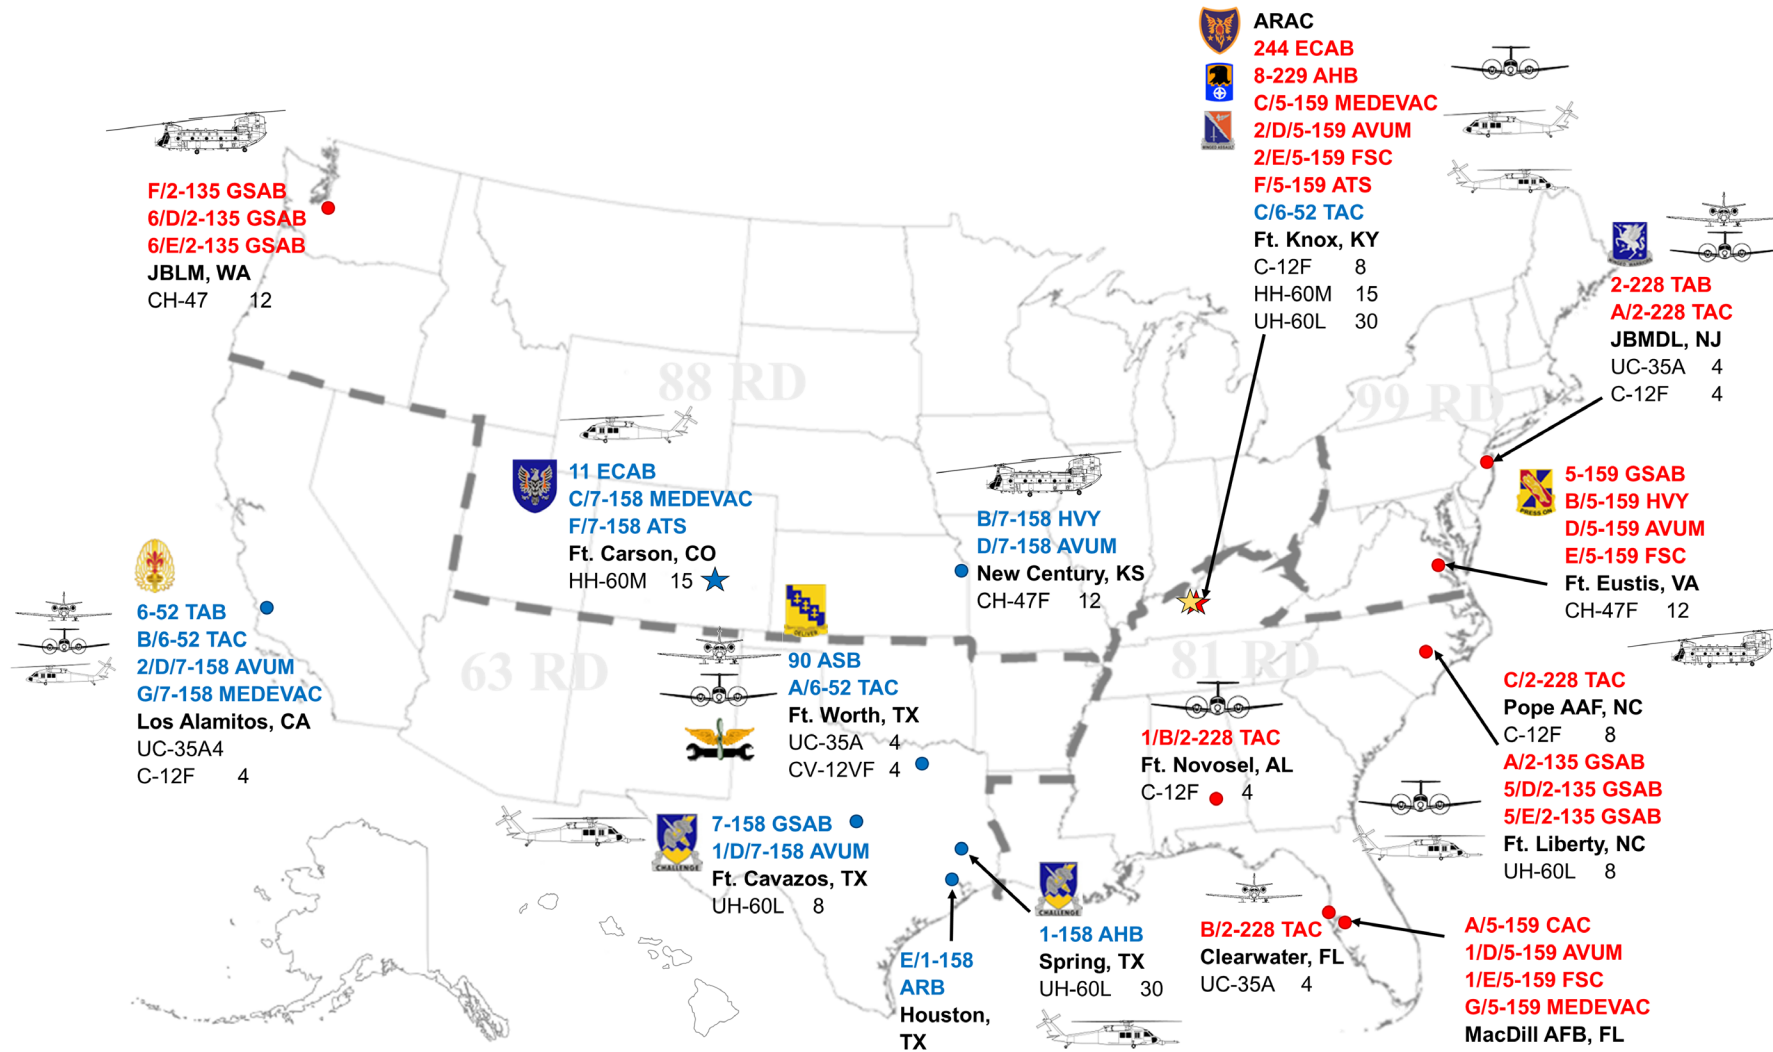 ARAC
244 ECAB
8-229 AHB
C/5-159 MEDEVAC
2/D/5-159 AVUM
2/E/5-159 FSC
F/5-159 ATS
C/6-52 TAC
Ft. Knox, KY
C-12F 8
HH-60M 15
UH-60L 30
F/2-135 GSAB
6/D/2-135 GSAB
6/E/2-135 GSAB
JBLM, WA
CH-47 12
2-228 TAB
A/2-228 TAC
JBMDL, NJ
UC-35A 4
C-12F 4
88 RD
99 RD
11 ECAB
C/7-158 MEDEVAC
F/7-158 ATS
Ft. Carson, CO
HH-60M 15
B/7-158 HVY
D/7-158 AVUM
New Century, KS
CH-47F 12
5-159 GSAB
B/5-159 HVY
D/5-159 AVUM
E/5-159 FSC
Ft. Eustis, VA
CH-47F 12
PRESS ON
6-52 TAB
B/6-52 TAC
2/D/7-158 AVUM
G/7-158 MEDEVAC
Los Alamitos, CA
UC-35A4
C-12F 4
63 RD
81 RD
DELIVER
90 ASB
A/6-52 TAC
Ft. Worth, TX
UC-35A 4
CV-12VF 4
1/B/2-228 TAC
Ft. Novosel, AL
C-12F 4
C/2-228 TAC
Pope AAF, NC
C-12F 8
A/2-135 GSAB
5/D/2-135 GSAB
5/E/2-135 GSAB
Ft. Liberty, NC
UH-60L 8
CHALLENGE
7-158 GSAB
1/D/7-158 AVUM
Ft. Cavazos, TX
UH-60L 8
E/1-158
ARB
Houston,
TX
CHALLENGE
1-158 AHB
Spring, TX
UH-60L 30
B/2-228 TAC
Clearwater, FL
UC-35A 4
A/5-159 CAC
1/D/5-159 AVUM
1/E/5-159 FSC
G/5-159 MEDEVAC
MacDill AFB, FL